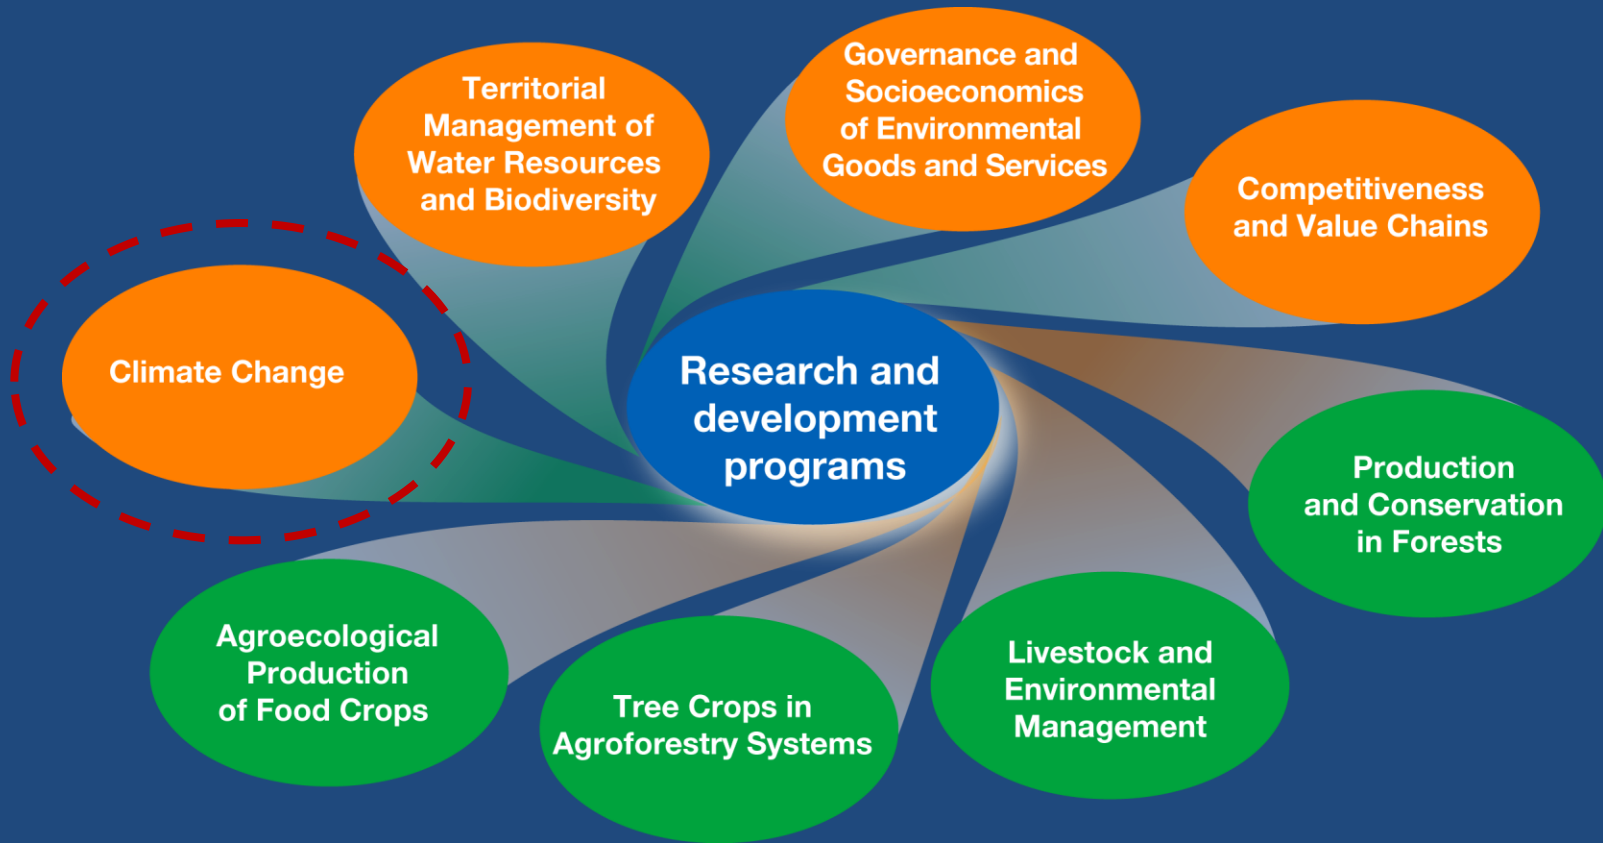 Governance and
Socioeconomics
of Environmental
Goods and Services
Territorial
Management of
Water Resources
and Biodiversity
Competitiveness
and Value Chains
Climate Change
Research and
development
programs
Production
and Conservation
in Forests
Agroecological
Production
of Food Crops
Tree Crops in
Agroforestry Systems
Livestock and
Environmental
Management